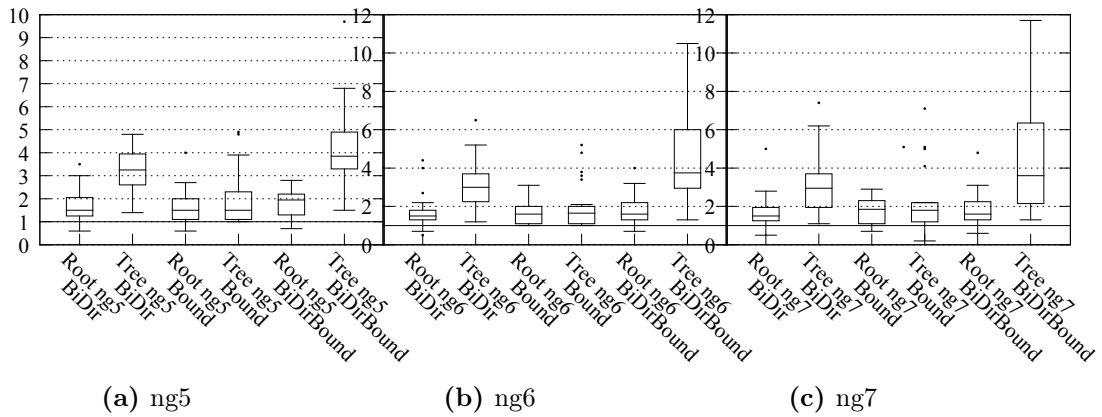 10
9
8
7
6
5
4
3
2
1
0
Root ng5
BiDir
Tree ng5
BiDir
Root ng5
Bound
Tree ng5
Bound
Root ng5
BiDirBound
Tree ng5
BiDirBound
(a) ng5
12
10
8
6
4
2
0
Root ng6
BiDir
Tree ng6
BiDir
Root ng6
Bound
Tree ng6
Bound
Root ng6
BiDirBound
Tree ng6
BiDirBound
(b) ng6
12
10
8
6
4
2
0
Root ng7
BiDir
Tree ng7
BiDir
Root ng7
Bound
Tree ng7
Bound
Root ng7
BiDirBound
Tree ng7
BiDirBound
(c) ng7